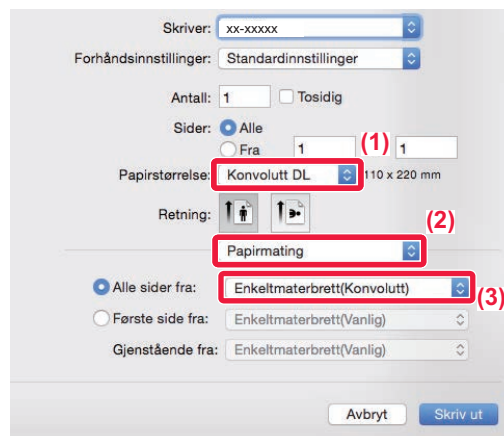 Skriver: xx-xxxxx
Forhåndsinnstillinger: Standardinnstillinger
Antall: 1 Tosidig
Sider: Alle
Fra 1 1
(1)
Papirstørrelse: Konvolutt DL 110 x 220 mm
Retning:
(2)
Papirmating
Alle sider fra: Enkeltmaterbrett(Konvolutt)
(3)
Første side fra: Enkeltmaterbrett(Vanlig)
Gjenstående fra: Enkeltmaterbrett(Vanlig)
Avbryt Skriv ut